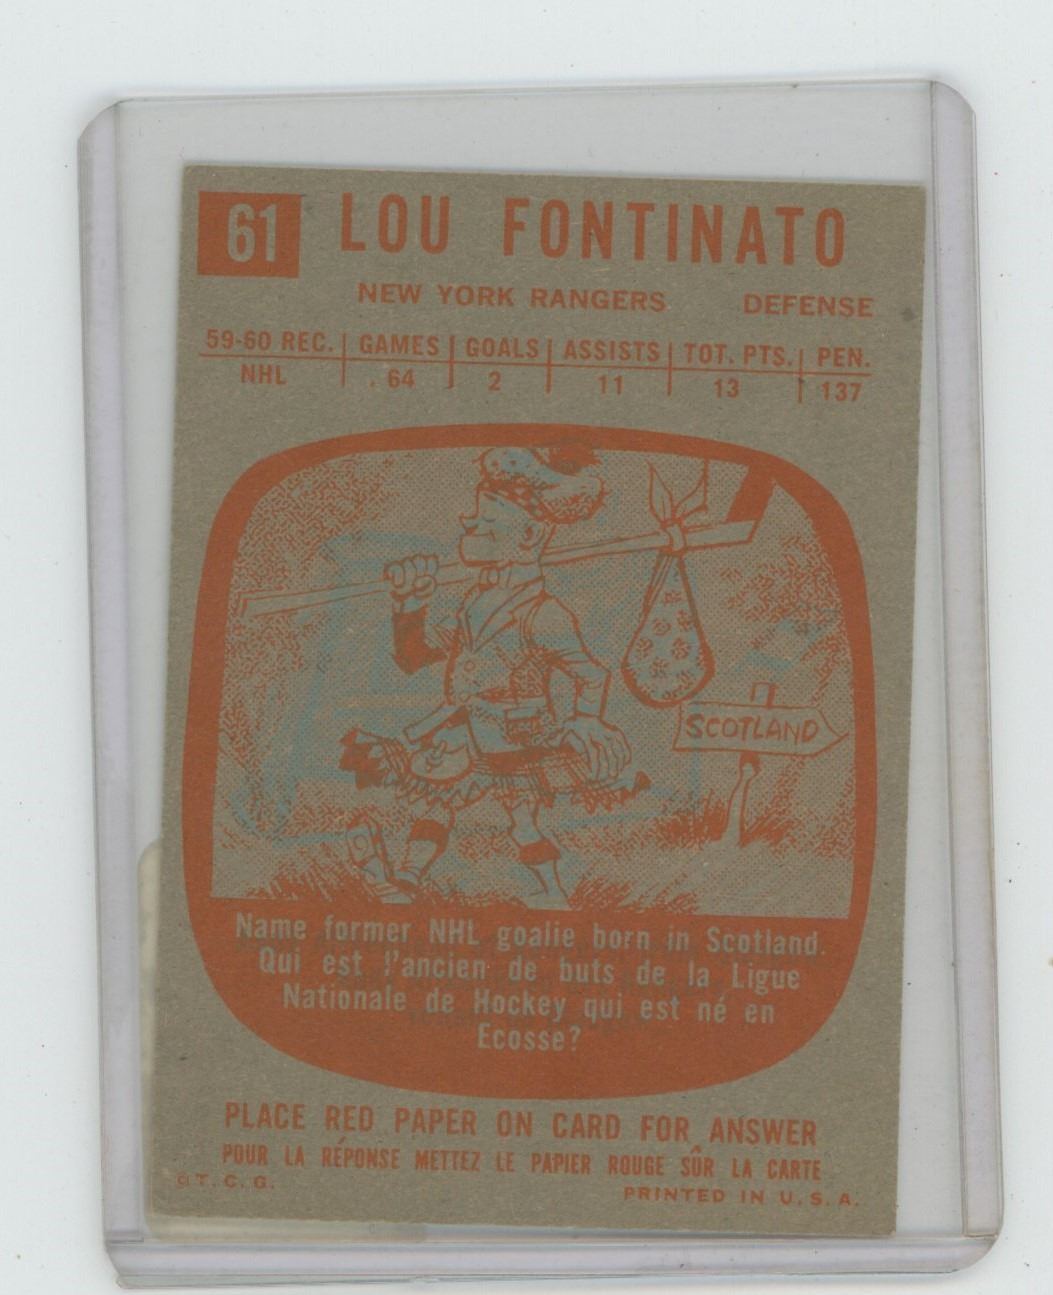 61 LOU FONTINATO
NEW YORK RANGERS DEFENSE
59-60 REC. GAMES GOALS ASSISTS TOT. PTS. PEN.
NHL 64 2 11 13 137
SCOTLAND
Name former NHL goalie born in Scotland.
Qui est l'ancien de buts de la Ligue
Nationale de Hockey qui est né en
Ecosse?
PLACE RED PAPER ON CARD FOR ANSWER
POUR LA RÉPONSE METTEZ LE PAPIER ROUGE SÛR LA CARTE
©T. C. G.
PRINTED IN U. S. A.